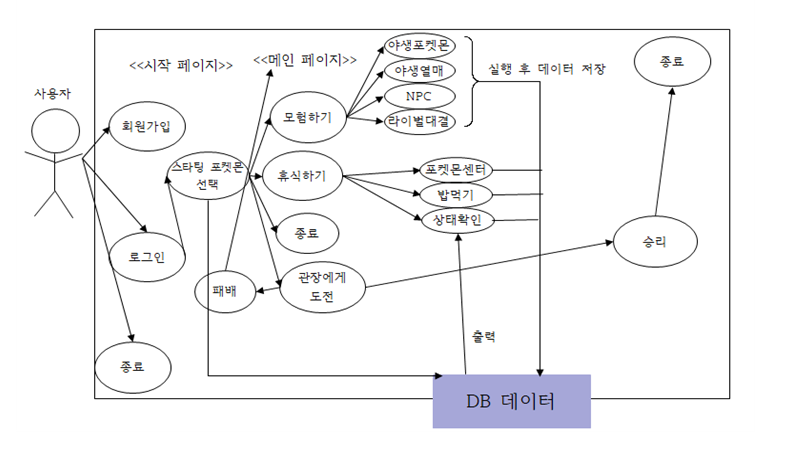 <<시작 페이지>>
<<메인 페이지>>
야생포켓몬
야생열매
NPC
라이벌대결
실행 후 데이터 저장
종료
사용자
회원가입
모험하기
스타팅 포켓몬
선택
휴식하기
포켓몬센터
밥먹기
상태확인
종료
로그인
패배
관장에게
도전
승리
출력
종료
DB 데이터